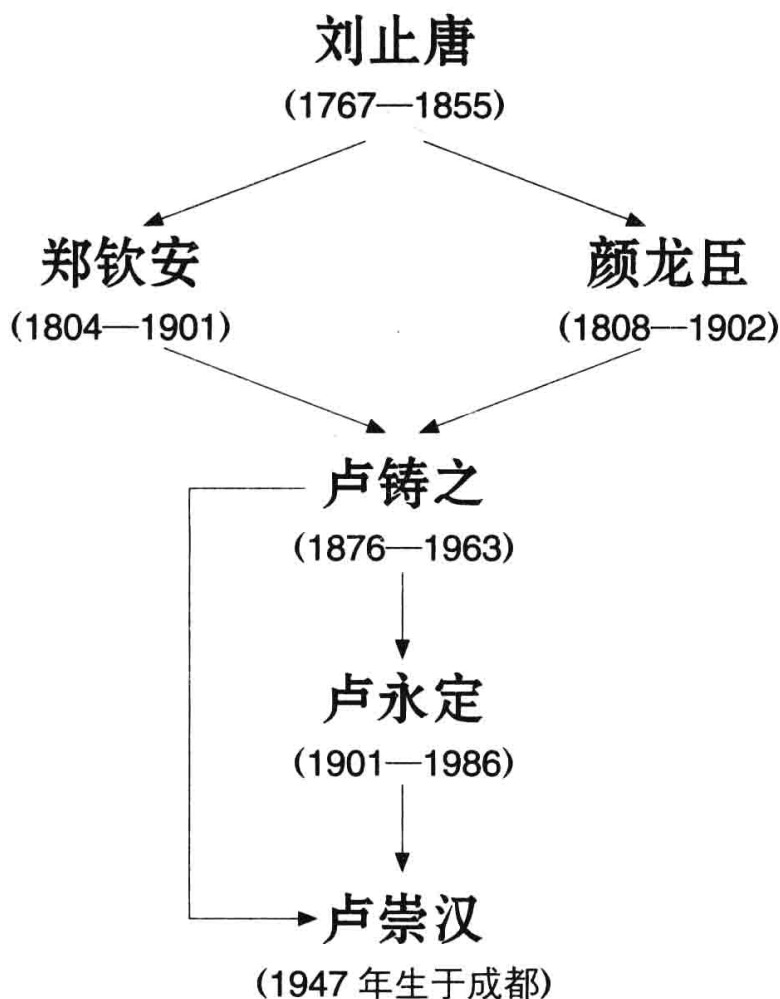 刘止唐
(1767—1855)
郑钦安
颜龙臣
(1804—1901)
(1808—1902)
卢铸之
(1876—1963)
卢永定
(1901—1986)
卢崇汉
(1947 年生于成都)